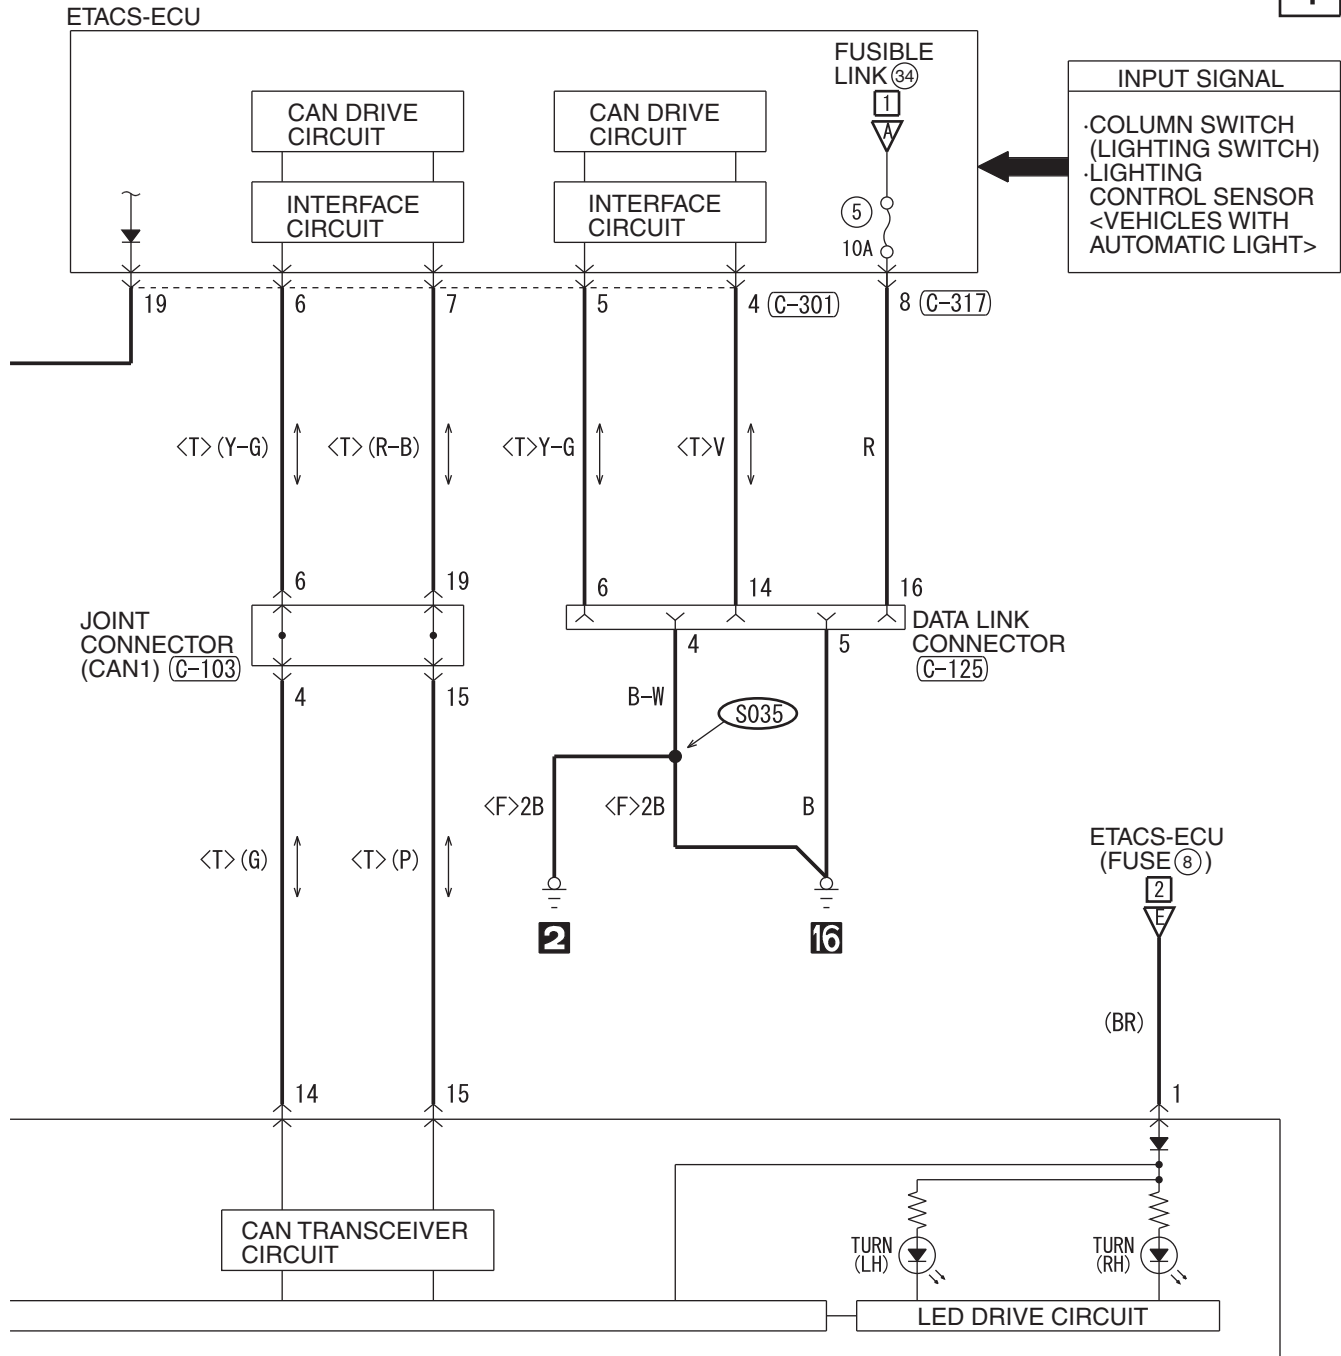 ETACS-ECU
FUSIBLE
LINK 34
1
A
INPUT SIGNAL
·COLUMN SWITCH
(LIGHTING SWITCH)
·LIGHTING
CONTROL SENSOR
<VEHICLES WITH
AUTOMATIC LIGHT>
CAN DRIVE
CIRCUIT
CAN DRIVE
CIRCUIT
INTERFACE
CIRCUIT
INTERFACE
CIRCUIT
5
10A
19
6
7
5
4 C-301
8 C-317
<T>(Y-G)
<T>(R-B)
<T>Y-G
<T>V
R
6
19
6
14
16
JOINT
CONNECTOR
(CAN1) C-103
4
5
DATA LINK
CONNECTOR
C-125
4
15
B-W
S035
<F>2B
<F>2B
B
<T>(G)
<T>(P)
2
16
ETACS-ECU
(FUSE 8)
2
E
(BR)
14
15
1
CAN TRANSCEIVER
CIRCUIT
TURN
(LH)
TURN
(RH)
LED DRIVE CIRCUIT